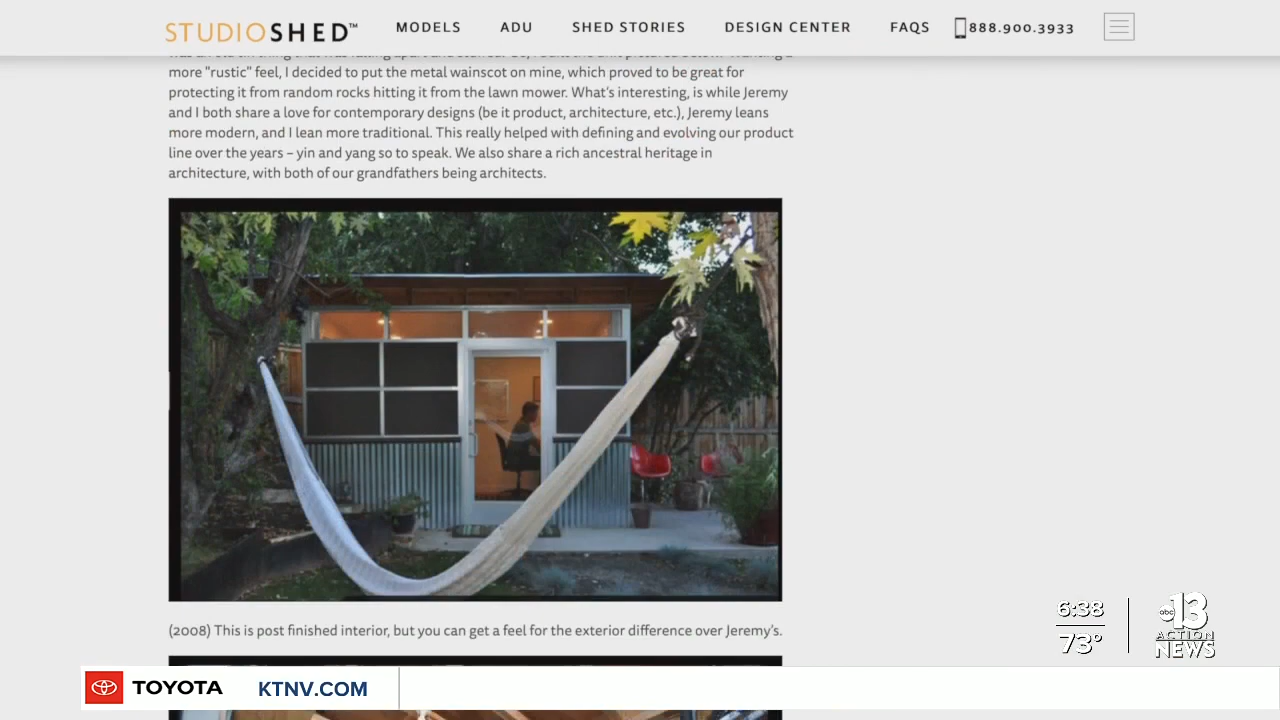 STUDIOSHED™
MODELS
ADU
SHED STORIES
DESIGN CENTER
FAQS
888.900.3933
more "rustic" feel, I decided to put the metal wainscot on mine, which proved to be great for
protecting it from random rocks hitting it from the lawn mower. What's interesting, is while Jeremy
and I both share a love for contemporary designs (be it product, architecture, etc.), Jeremy leans
more modern, and I lean more traditional. This really helped with defining and evolving our product
line over the years – yin and yang so to speak. We also share a rich ancestral heritage in
architecture, with both of our grandfathers being architects.
(2008) This is post finished interior, but you can get a feel for the exterior difference over Jeremy's.
6:38
73°
abc 13
ACTION
NEWS
TOYOTA
KTNV.COM